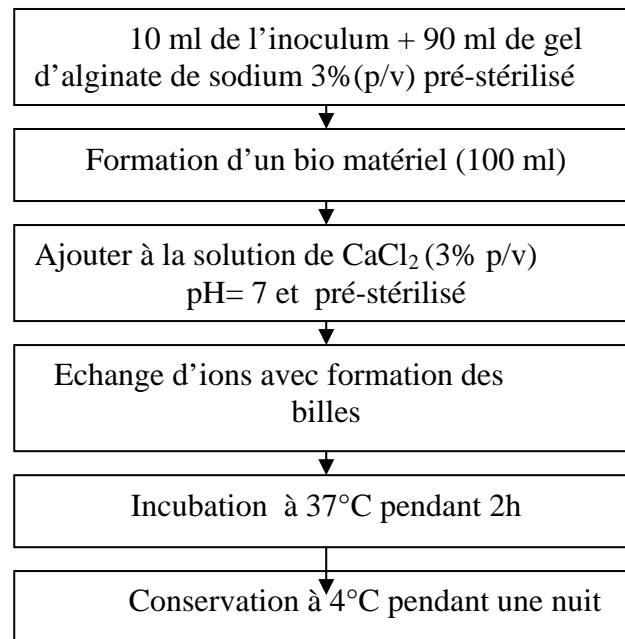 10 ml de l’inoculum + 90 ml de gel
d’alginate de sodium 3%(p/v) pré-stérilisé
Formation d’un bio matériel (100 ml)
Ajouter à la solution de CaCl₂ (3% p/v)
pH= 7 et pré-stérilisé
Echange d’ions avec formation des
billes
Incubation à 37°C pendant 2h
Conservation à 4°C pendant une nuit